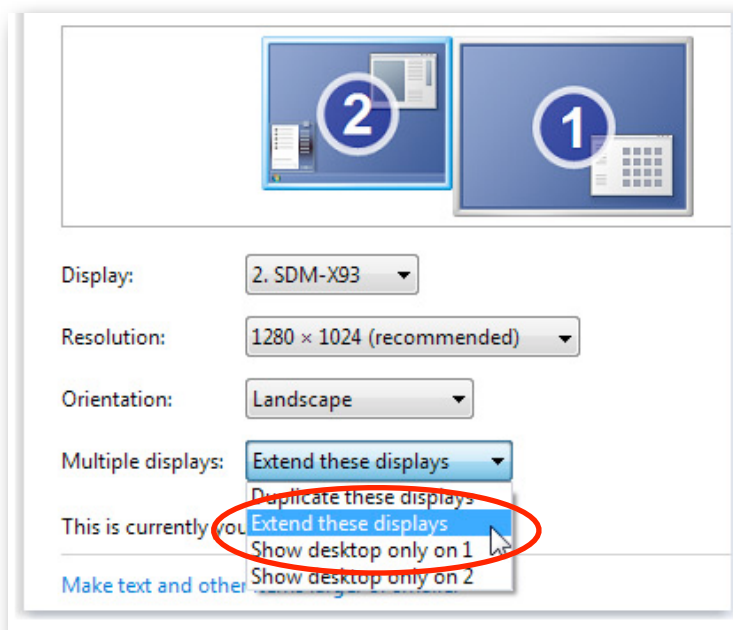 2
1
Display: 2. SDM-X93
Resolution: 1280 × 1024 (recommended)
Orientation: Landscape
Multiple displays: Extend these displays
Duplicate these displays
This is currently you Extend these displays
Show desktop only on 1
Make text and other Show desktop only on 2